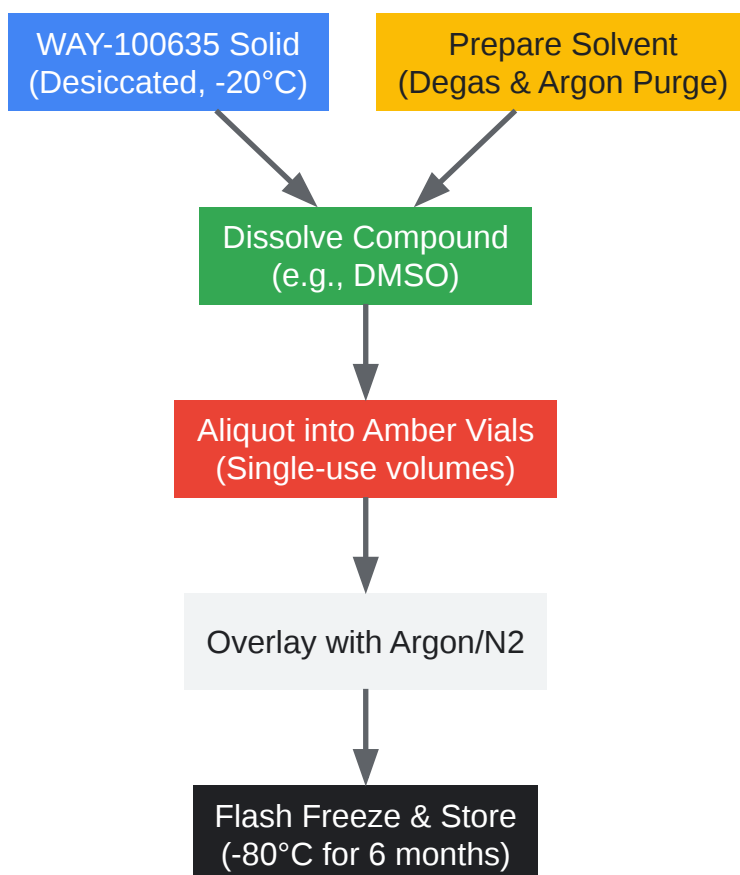 WAY-100635 Solid
(Desiccated, -20°C)
Prepare Solvent
(Degas & Argon Purge)
Dissolve Compound
(e.g., DMSO)
Aliquot into Amber Vials
(Single-use volumes)
Overlay with Argon/N2
Flash Freeze & Store
(-80°C for 6 months)